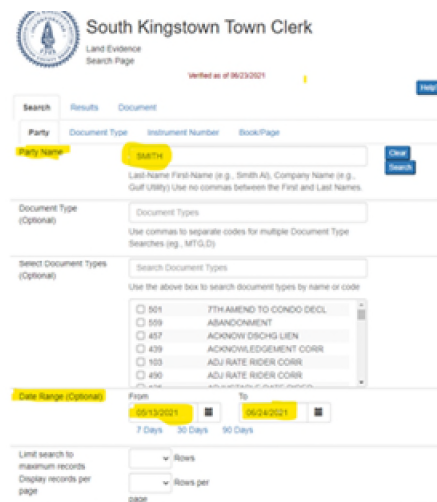 South Kingstown Town Clerk
Land Evidence
Search Page
Verified as of 06/23/2021
Help
Search Results Document
Party Document Type Instrument Number Book/Page
Party Name
SMITH
Clear
Search
Last-Name First-Name (e.g., Smith Al), Company Name (e.g.,
Gulf Utility) Use no commas between the First and Last Names.
Document Type
(Optional)
Document Types
Use commas to separate codes for multiple Document Type
Searches (eg., MTG,D)
Select Document Types
(Optional)
Search Document Types
Use the above box to search document types by name or code
501 7TH AMEND TO CONDO DECL
559 ABANDONMENT
457 ACKNOW DSCHG LIEN
439 ACKNOWLEDGEMENT CORR
103 ADJ RATE RIDER CORR
490 ADJ RATE RIDER CORR
Date Range (Optional)
From To
05/13/2021 06/24/2021
7 Days 30 Days 90 Days
Limit search to
maximum records
Rows
Display records per
page
Rows per
page